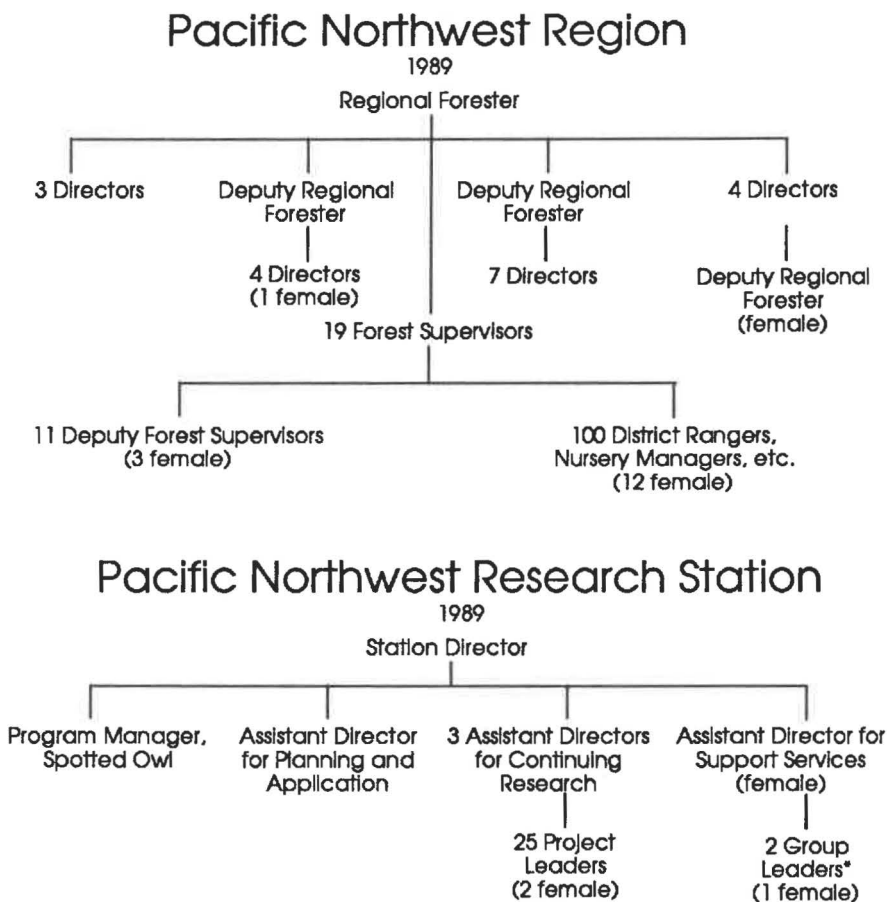 Pacific Northwest Region
1989
Regional Forester
3 Directors
Deputy Regional
Forester
4 Directors
(1 female)
Deputy Regional
Forester
7 Directors
4 Directors
Deputy Regional
Forester
(female)
19 Forest Supervisors
11 Deputy Forest Supervisors
(3 female)
100 District Rangers,
Nursery Managers, etc.
(12 female)
Pacific Northwest Research Station
1989
Station Director
Program Manager,
Spotted Owl
Assistant Director
for Planning and
Application
3 Assistant Directors
for Continuing
Research
25 Project
Leaders
(2 female)
Assistant Director for
Support Services
(female)
2 Group
Leaders*
(1 female)